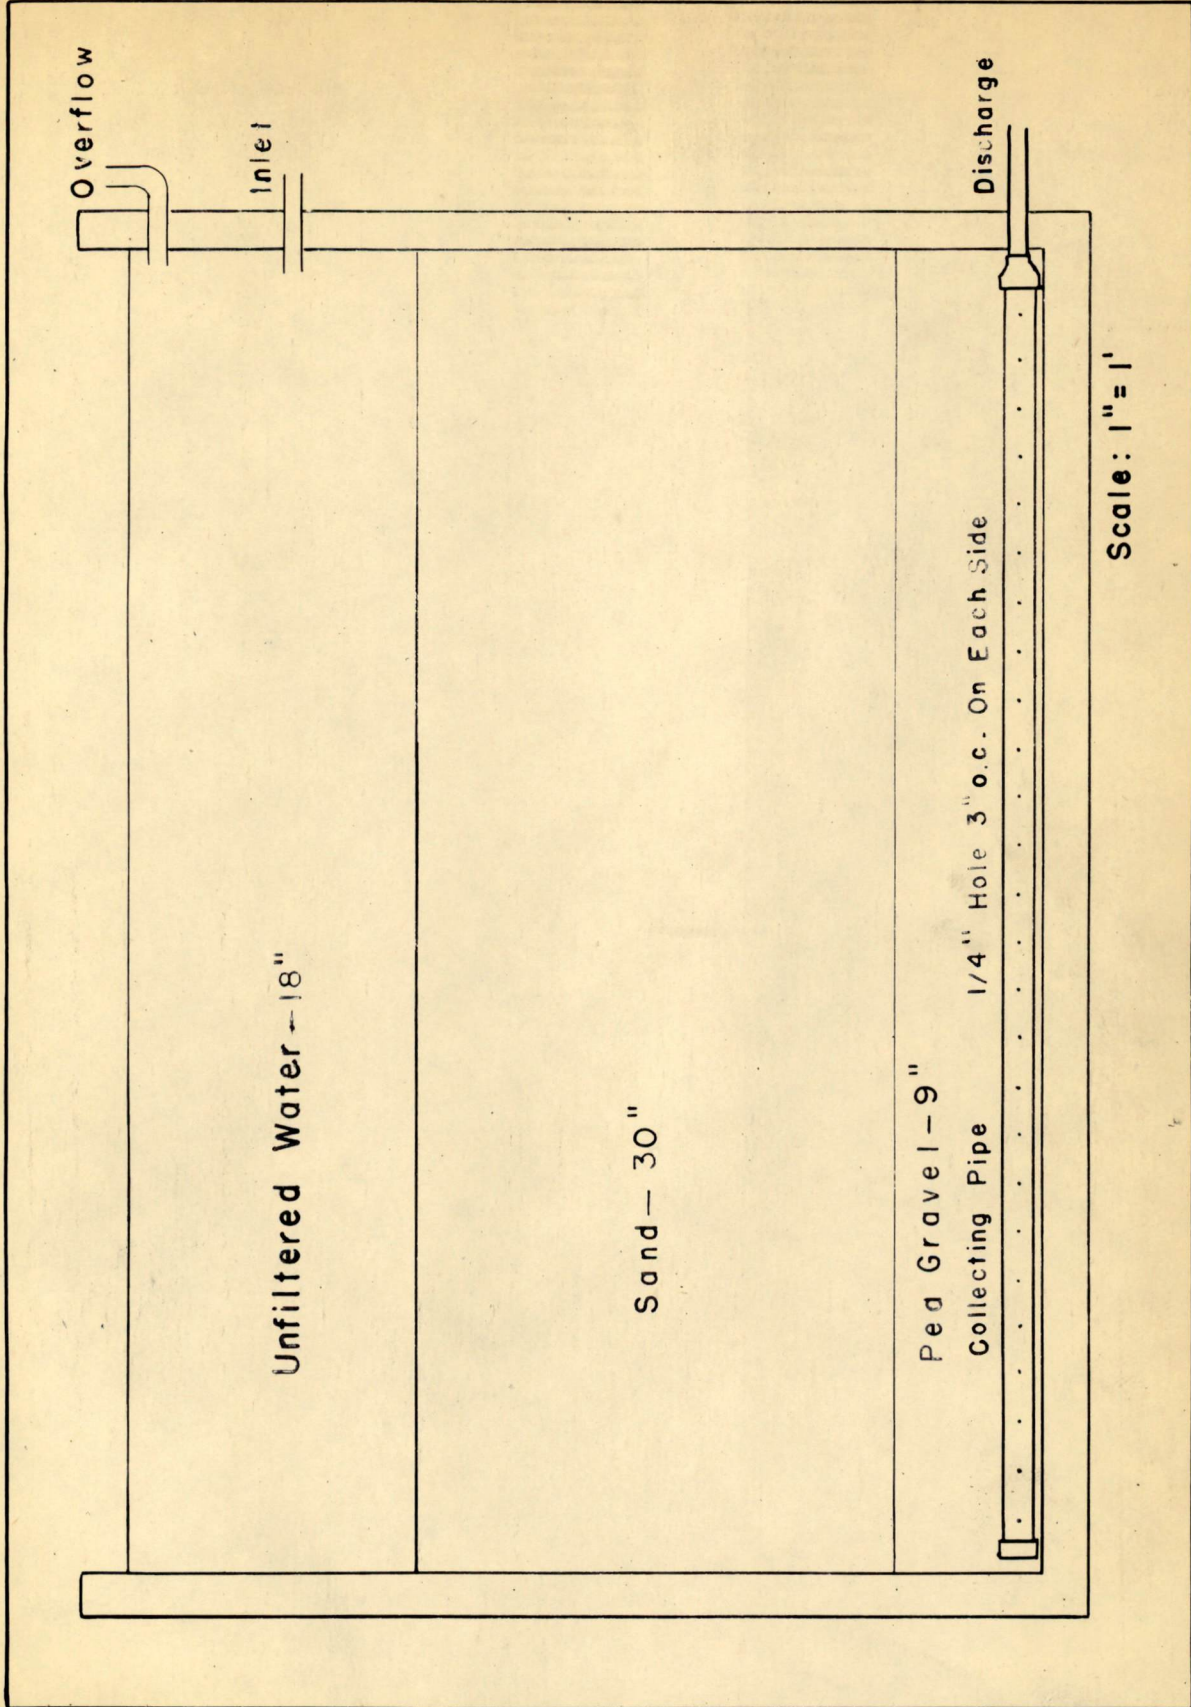 Overflow
Inlet
Unfiltered Water - 18"
Sand — 30"
Pea Gravel - 9"
Collecting Pipe 1/4" Hole 3" o.c. On Each Side
Discharge
Scale: 1" = 1'